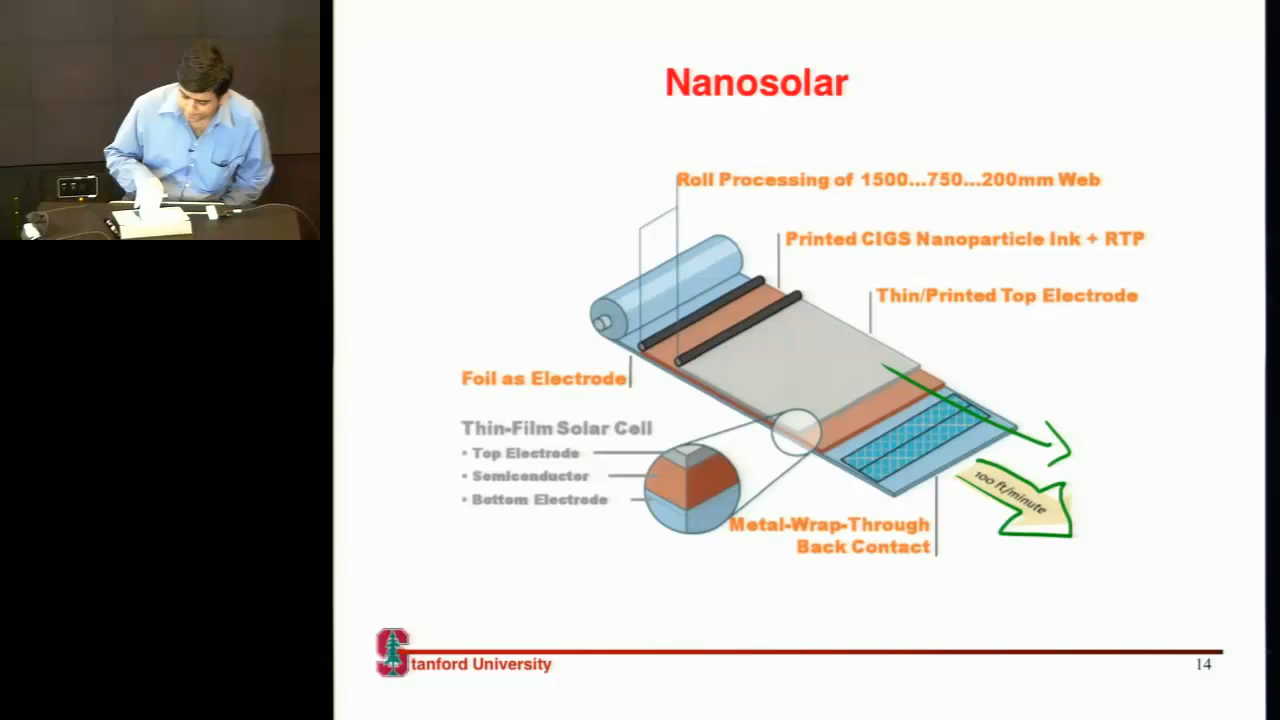 Nanosolar
Roll Processing of 1500...750...200mm Web
Printed CIGS Nanoparticle Ink + RTP
Thin/Printed Top Electrode
Foil as Electrode
Thin-Film Solar Cell
• Top Electrode
• Semiconductor
• Bottom Electrode
100 ft/minute
Metal-Wrap-Through
Back Contact
Stanford University
14